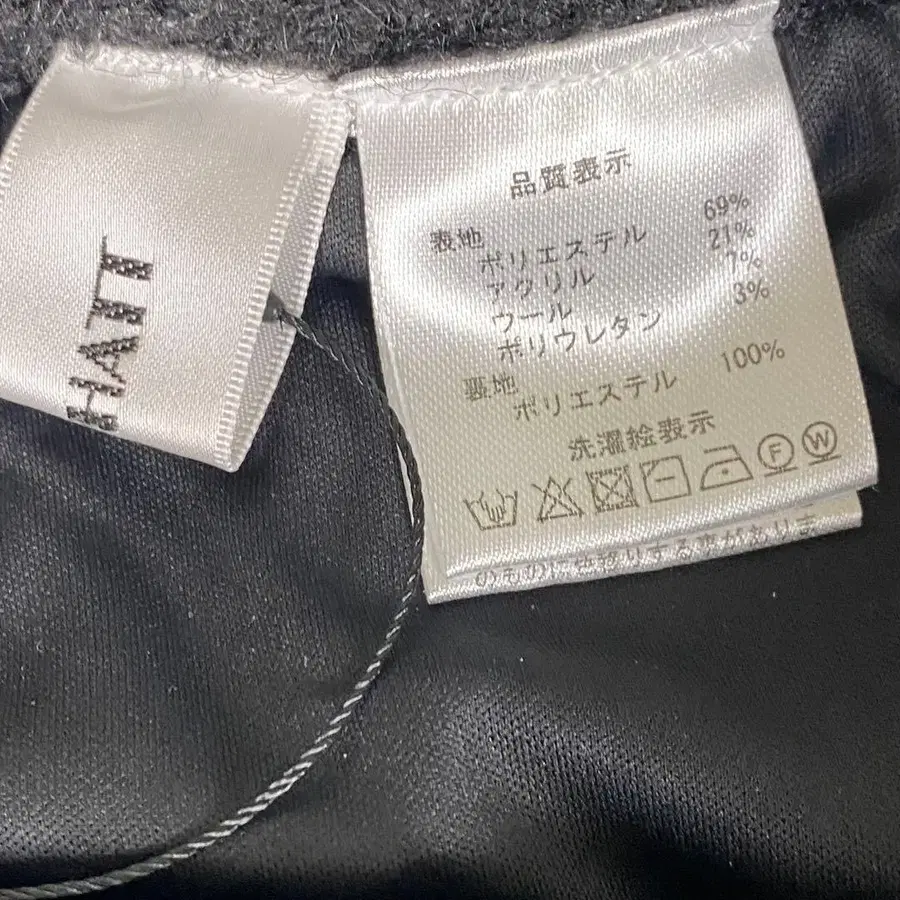 品質表示
表地
ポリエステル 69%
アクリル 21%
ウール 7%
ポリウレタン 3%
裏地
ポリエステル 100%
洗濯絵表示
F W